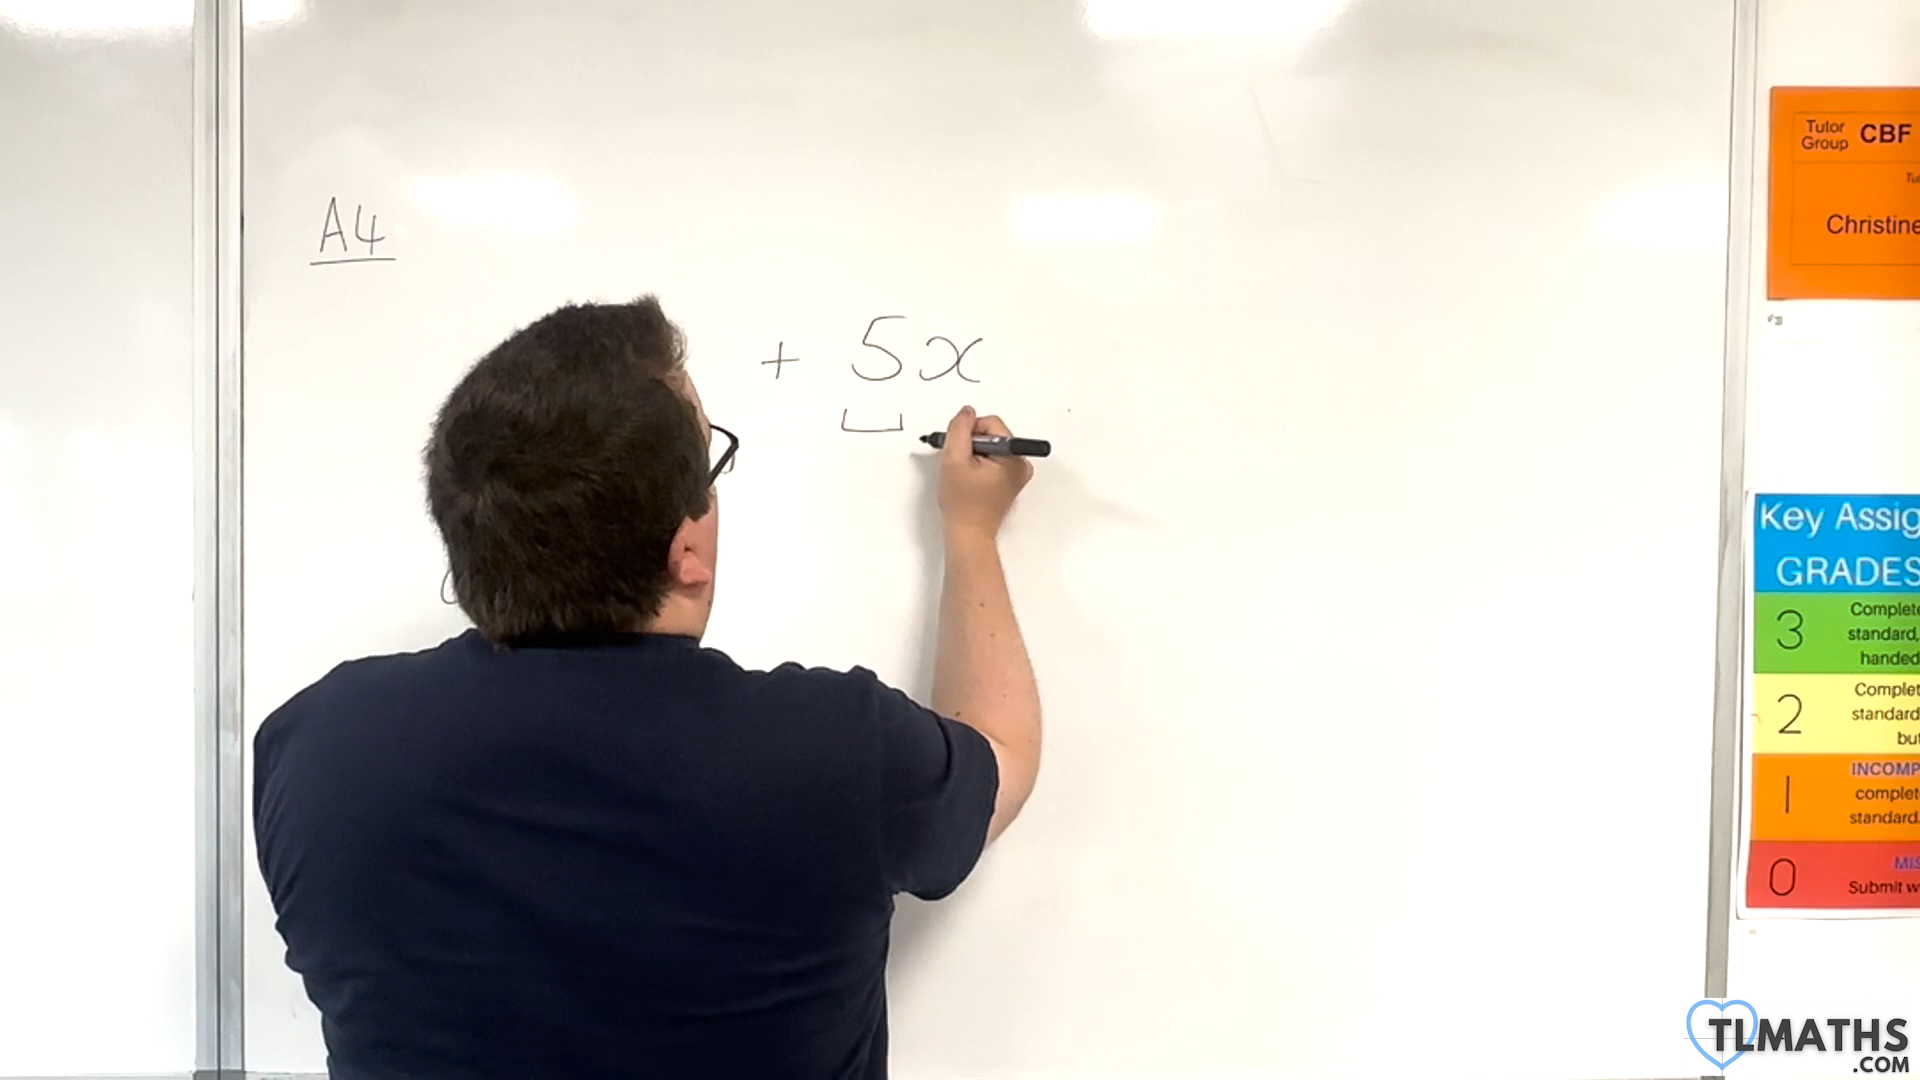 A4
+ 5x
Tutor Group CBF
Christine
Key Assig
GRADES
3 Complete
standard,
handed
2 Complet
standard
but
INCOMP
1 complet
standard.
MIS
0 Submit w
TLMATHS
.COM